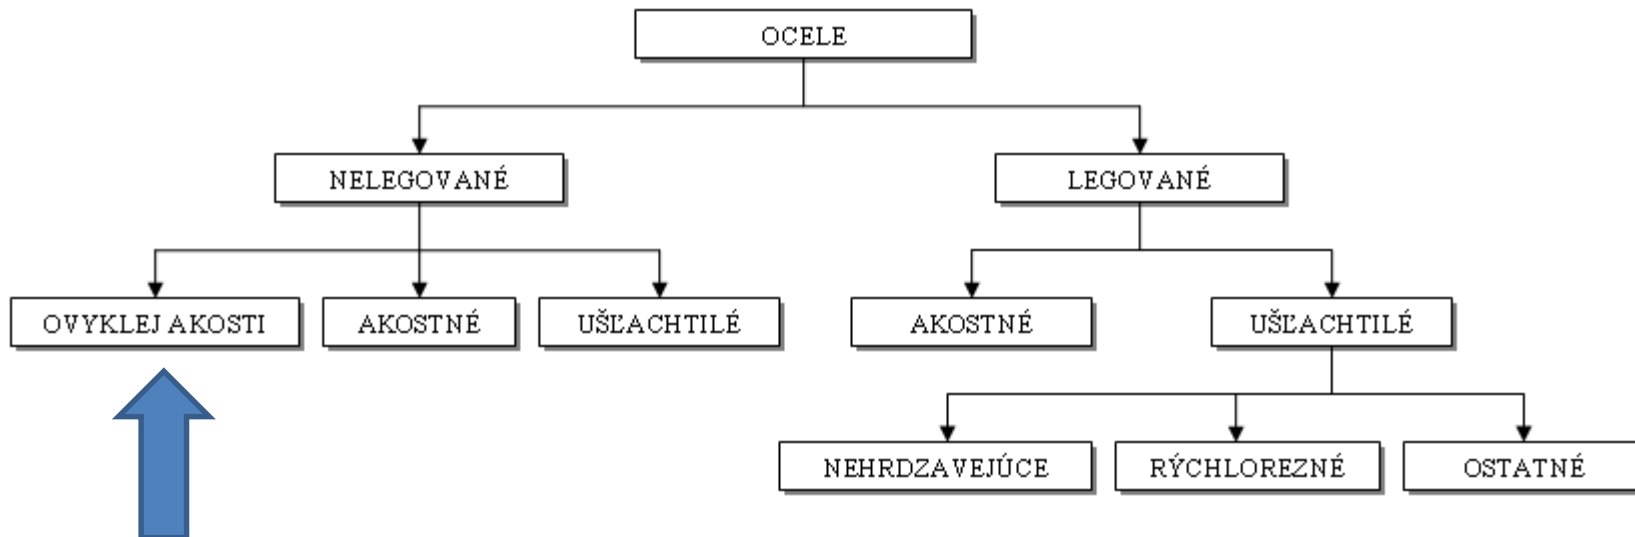 OCELE
NELEGOVANÉ
LEGOVANÉ
OVYKLEJ AKOSTI
AKOSTNÉ
UŠĽACHTILÉ
AKOSTNÉ
UŠĽACHTILÉ
NEHRDZAVEJÚCE
RÝCHLOREZNÉ
OSTATNÉ